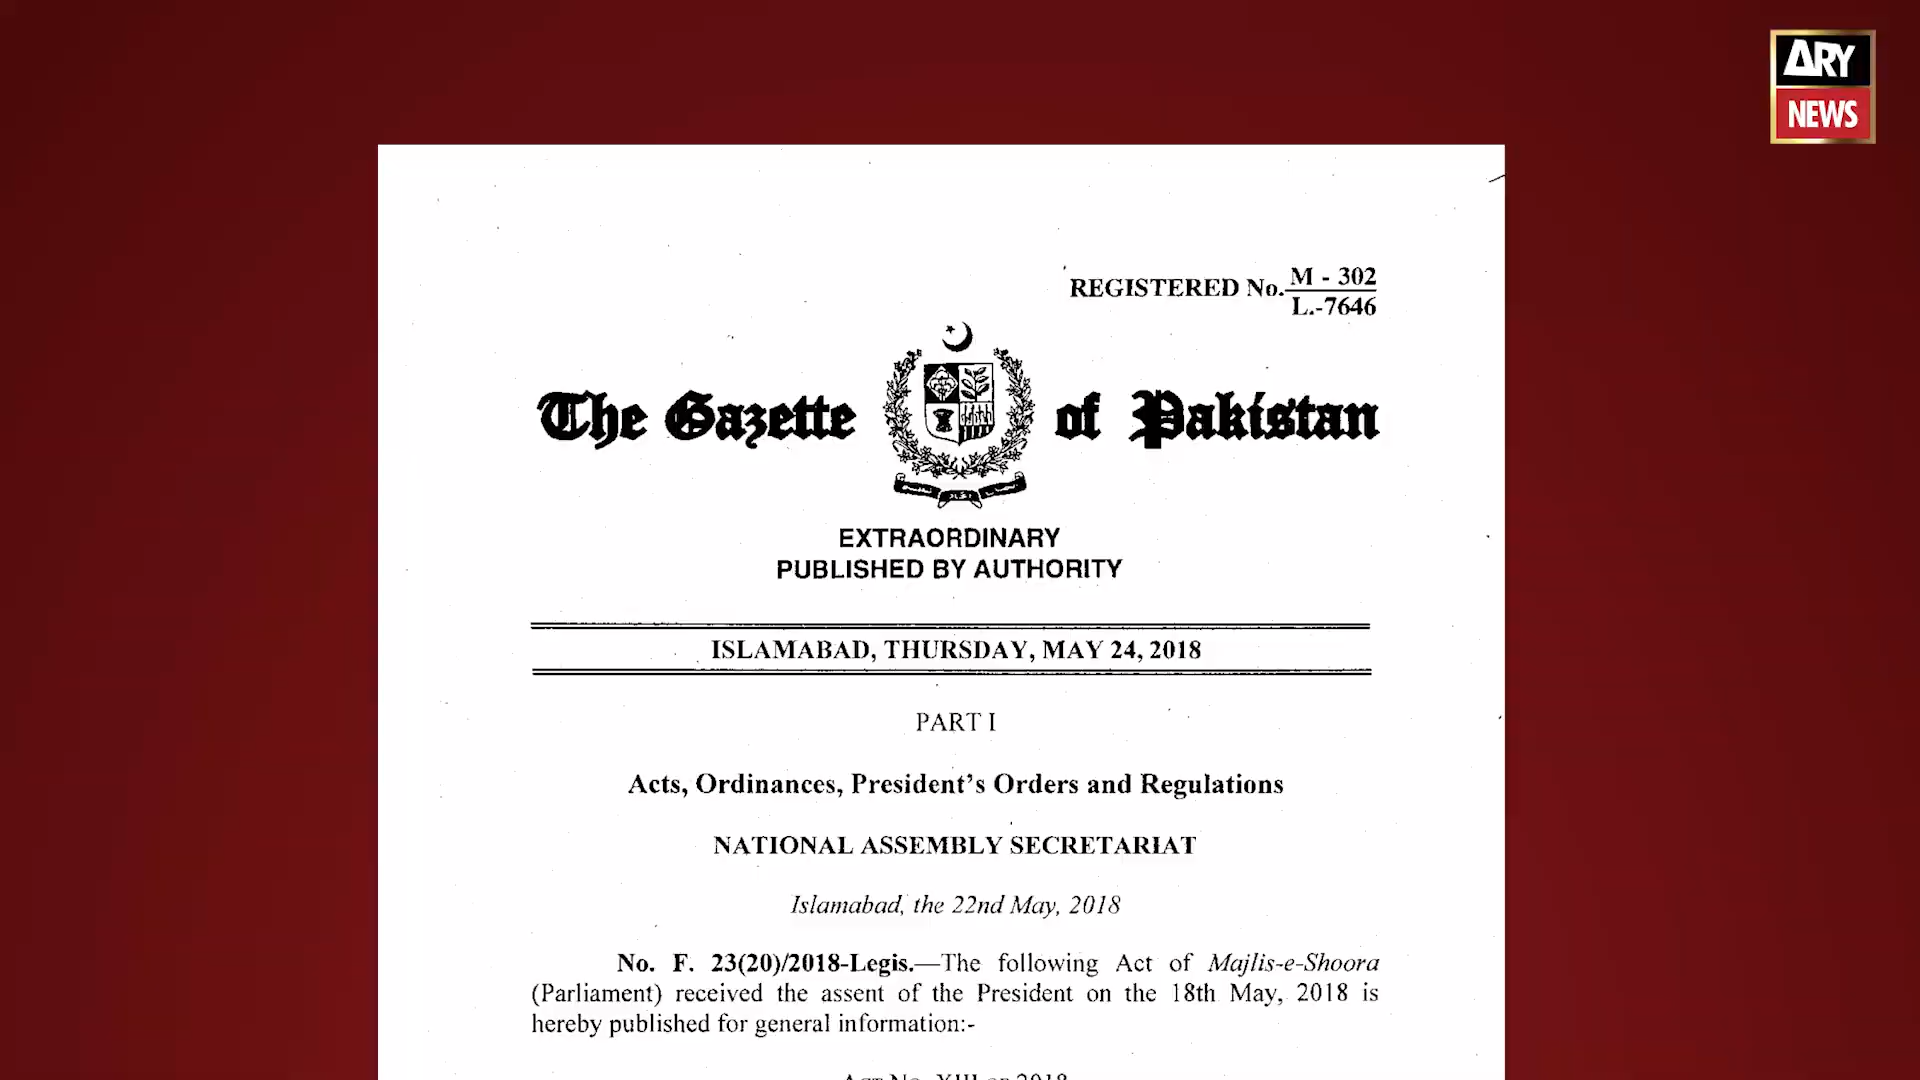 ARY
NEWS
REGISTERED No. M - 302
L.-7646
The Gazette of Pakistan
EXTRAORDINARY
PUBLISHED BY AUTHORITY
ISLAMABAD, THURSDAY, MAY 24, 2018
PART I
Acts, Ordinances, President's Orders and Regulations
NATIONAL ASSEMBLY SECRETARIAT
Islamabad, the 22nd May, 2018
No. F. 23(20)/2018-Legis.—The following Act of Majlis-e-Shoora
(Parliament) received the assent of the President on the 18th May, 2018 is
hereby published for general information:-